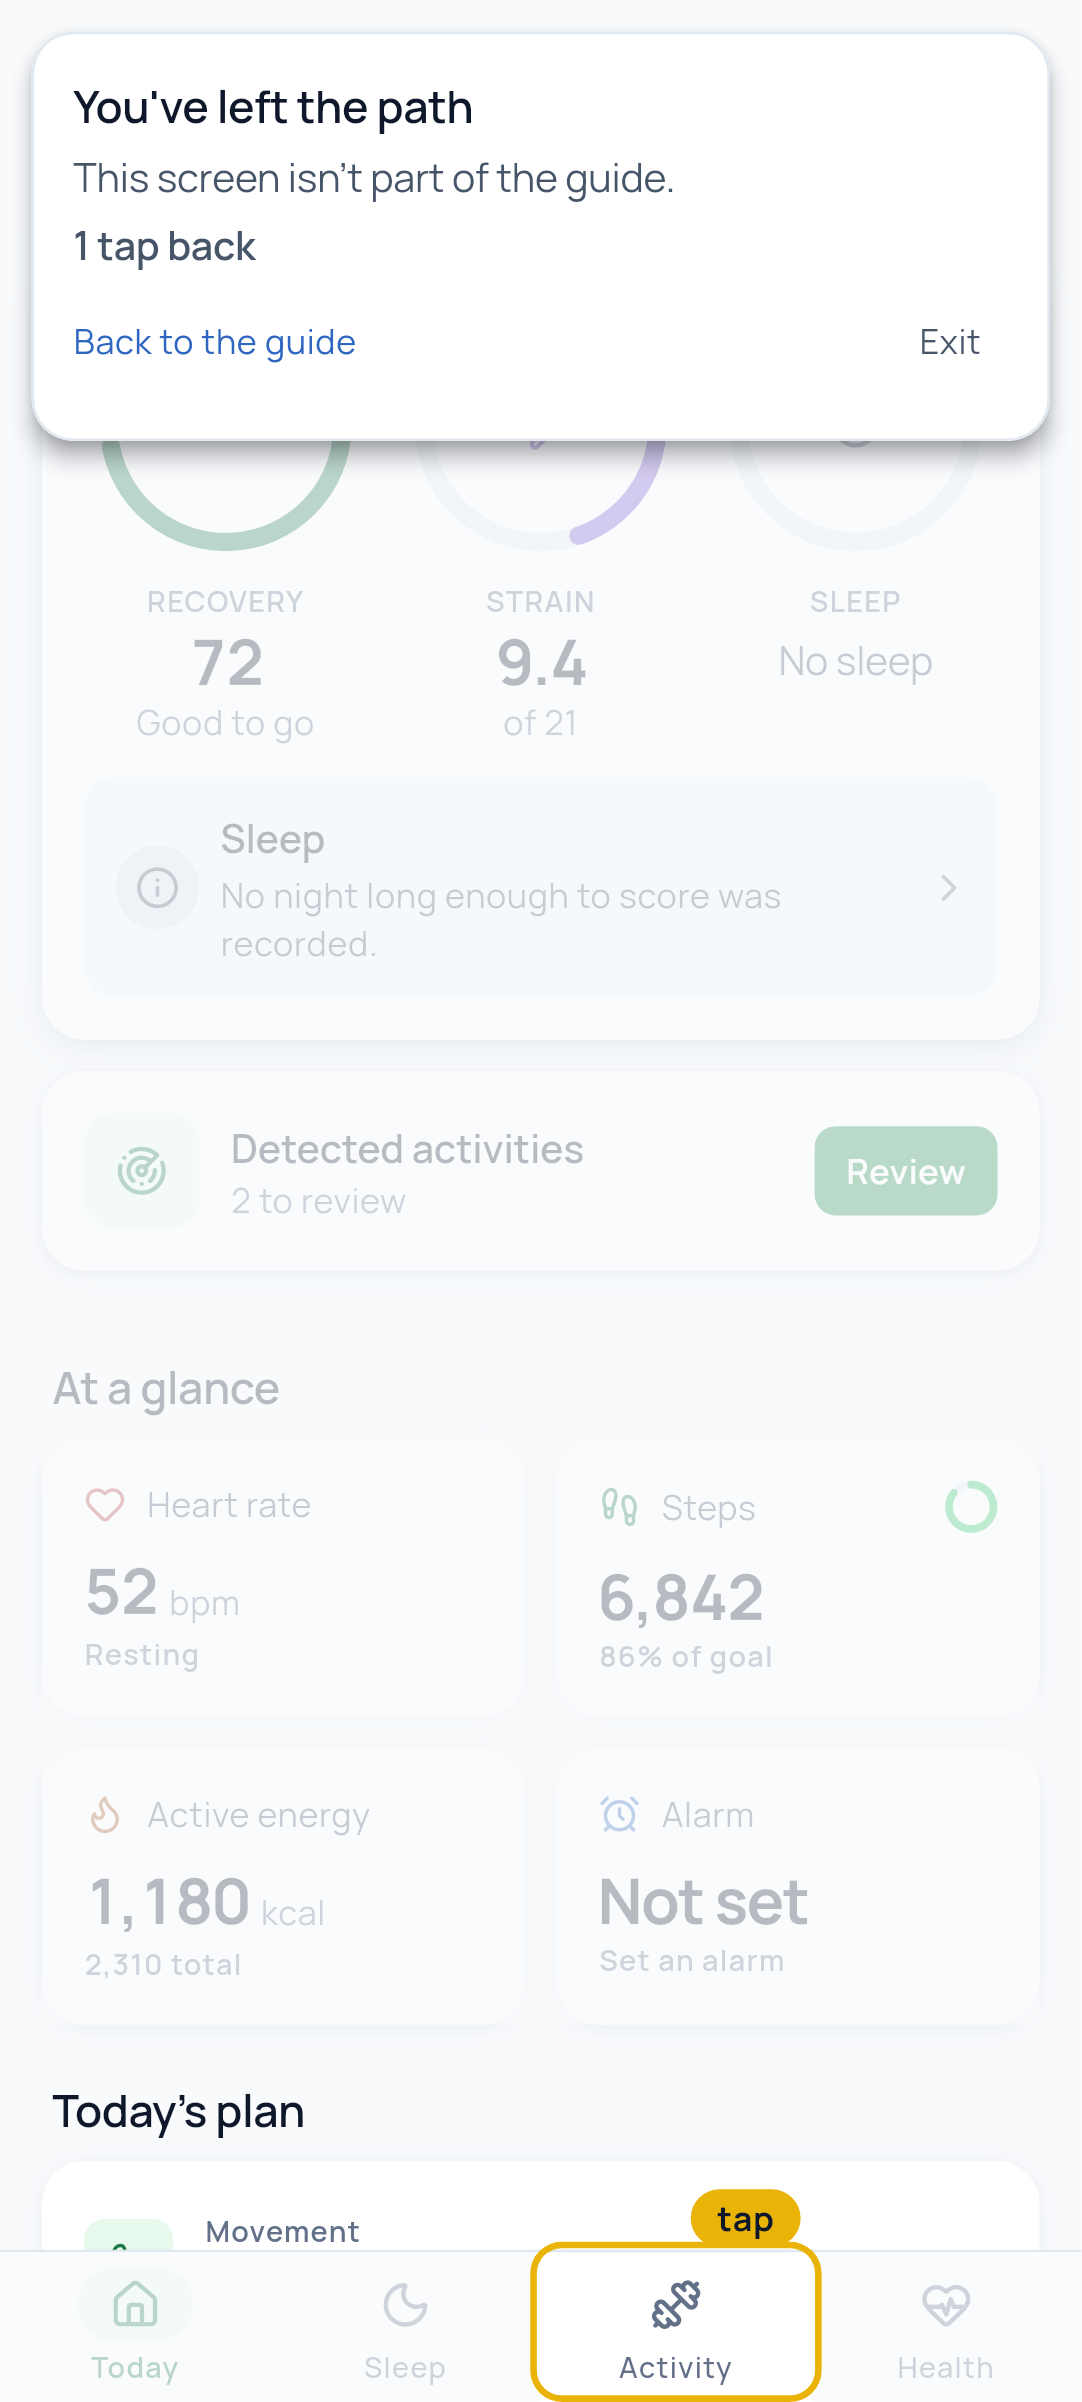 You've left the path
This screen isn't part of the guide.
1 tap back
Back to the guide
Exit
RECOVERY
STRAIN
SLEEP
72
9.4
No sleep
Good to go
of 21
Sleep
No night long enough to score was
recorded.
Detected activities
2 to review
Review
At a glance
Heart rate
52 bpm
Resting
Steps
6,842
86% of goal
Active energy
1,180 kcal
2,310 total
Alarm
Not set
Set an alarm
Today's plan
Movement
tap
Today
Sleep
Activity
Health